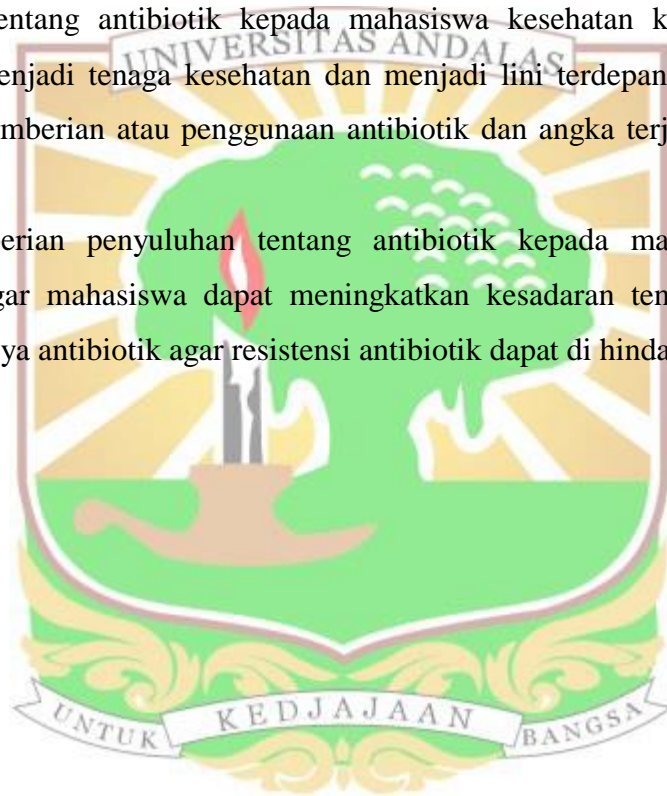 entang antibiotik kepada mahasiswa kesehatan k
UNIVERSITAS ANDALAS
enjadi tenaga kesehatan dan menjadi lini terdepan
mberian atau penggunaan antibiotik dan angka terj
erian penyuluhan tentang antibiotik kepada ma
gar mahasiswa dapat meningkatkan kesadaran ten
ya antibiotik agar resistensi antibiotik dapat di hinda
UNTUK KEDJAJAAN BANGSA